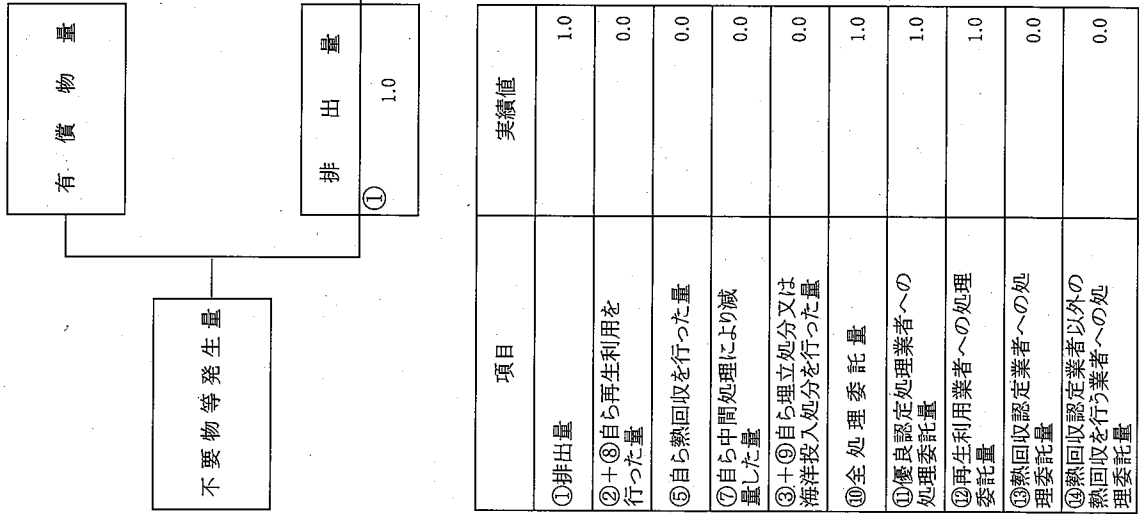 不要物等発生量
有償物量
排出量
①
1.0
項目 実績値
①排出量 1.0
②+⑧自ら再生利用を
行った量 0.0
⑤自ら熱回収を行った量 0.0
⑦自ら中間処理により減
量した量 0.0
③+⑨自ら埋立処分又は
海洋投入処分を行った量 0.0
⑩全処理委託量 1.0
⑪優良認定処理業者への
処理委託量 1.0
⑫再生利用業者への処理
委託量 1.0
⑬熱回収認定業者への処
理委託量 0.0
⑭熱回収認定業者以外の
熱回収を行う業者への処
理委託量 0.0